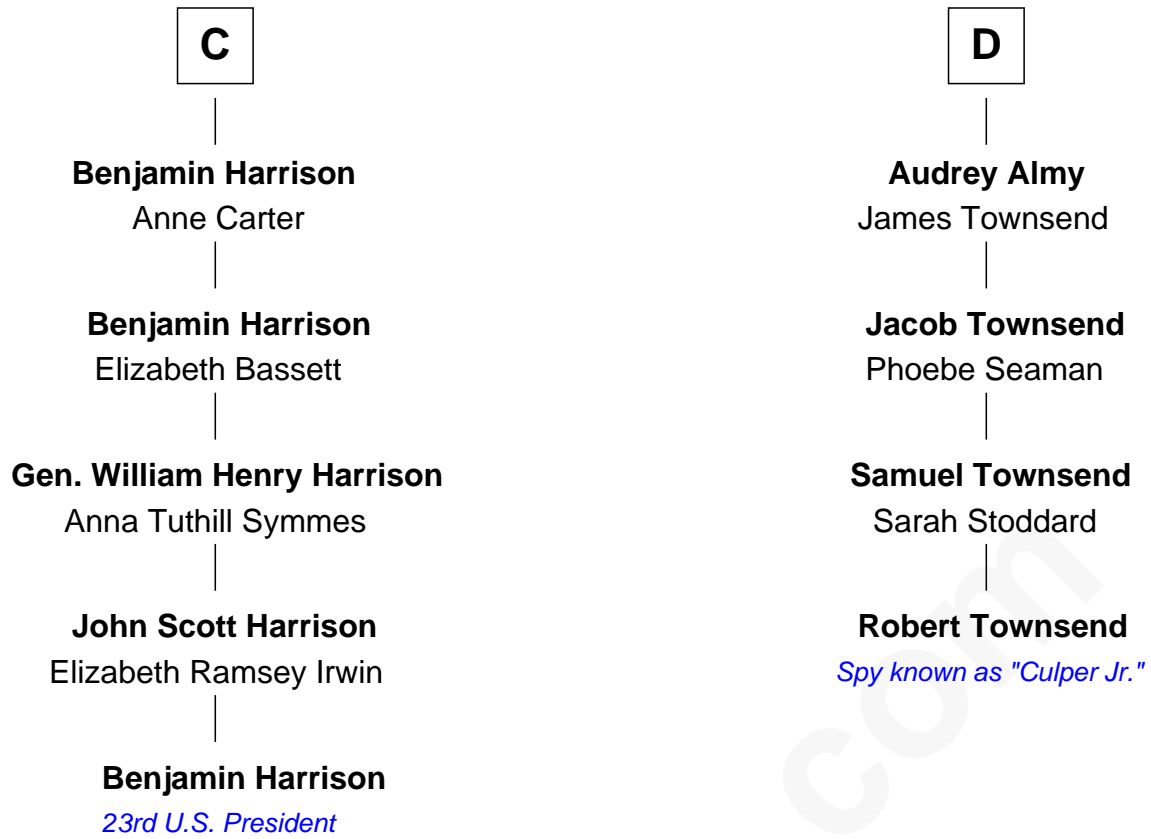 C
Benjamin Harrison
Anne Carter
Benjamin Harrison
Elizabeth Bassett
Gen. William Henry Harrison
Anna Tuthill Symmes
John Scott Harrison
Elizabeth Ramsey Irwin
Benjamin Harrison
23rd U.S. President
D
Audrey Almy
James Townsend
Jacob Townsend
Phoebe Seaman
Samuel Townsend
Sarah Stoddard
Robert Townsend
Spy known as "Culper Jr."
com